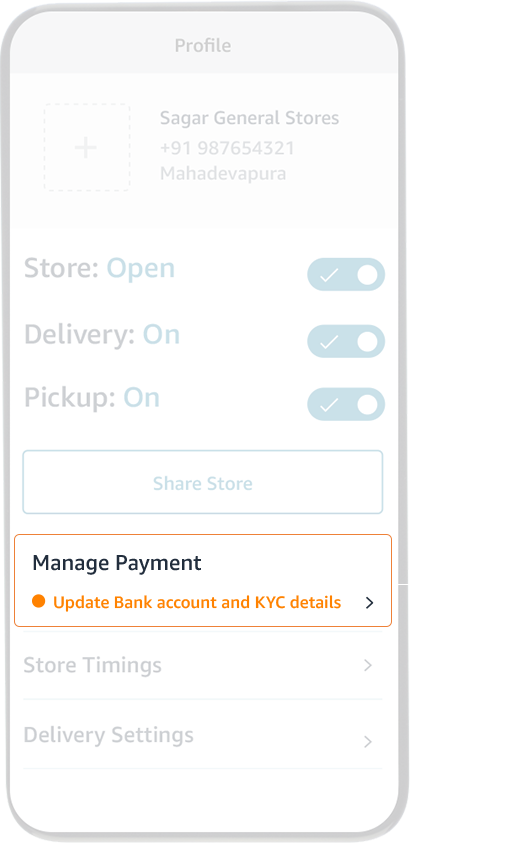 Profile
Sagar General Stores
+91 987654321
Mahadevapura
Store: Open
Delivery: On
Pickup: On
Share Store
Manage Payment
Update Bank account and KYC details
Store Timings
Delivery Settings